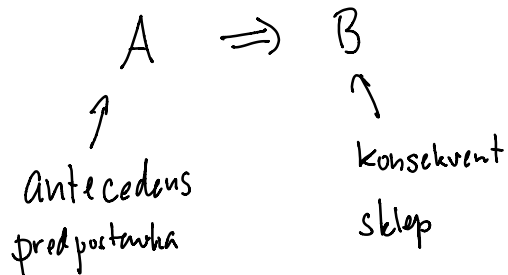 A ⇒ B
antecedens
predpostavka
konsekvent
sklep